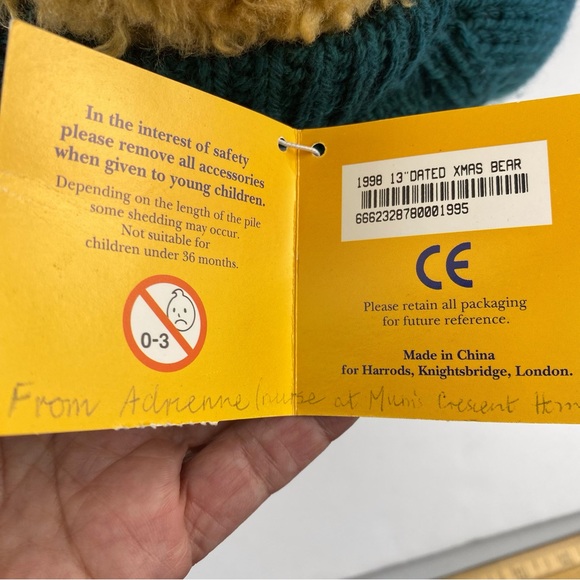 In the interest of safety
please remove all accessories
when given to young children.
Depending on the length of the pile
some shedding may occur.
Not suitable for
children under 36 months.
0-3
1998 13"DATED XMAS BEAR
6662328780001995
CE
Please retain all packaging
for future reference.
Made in China
for Harrods, Knightsbridge, London.
From Adrienne (nurse at Mum's Crescent Hom